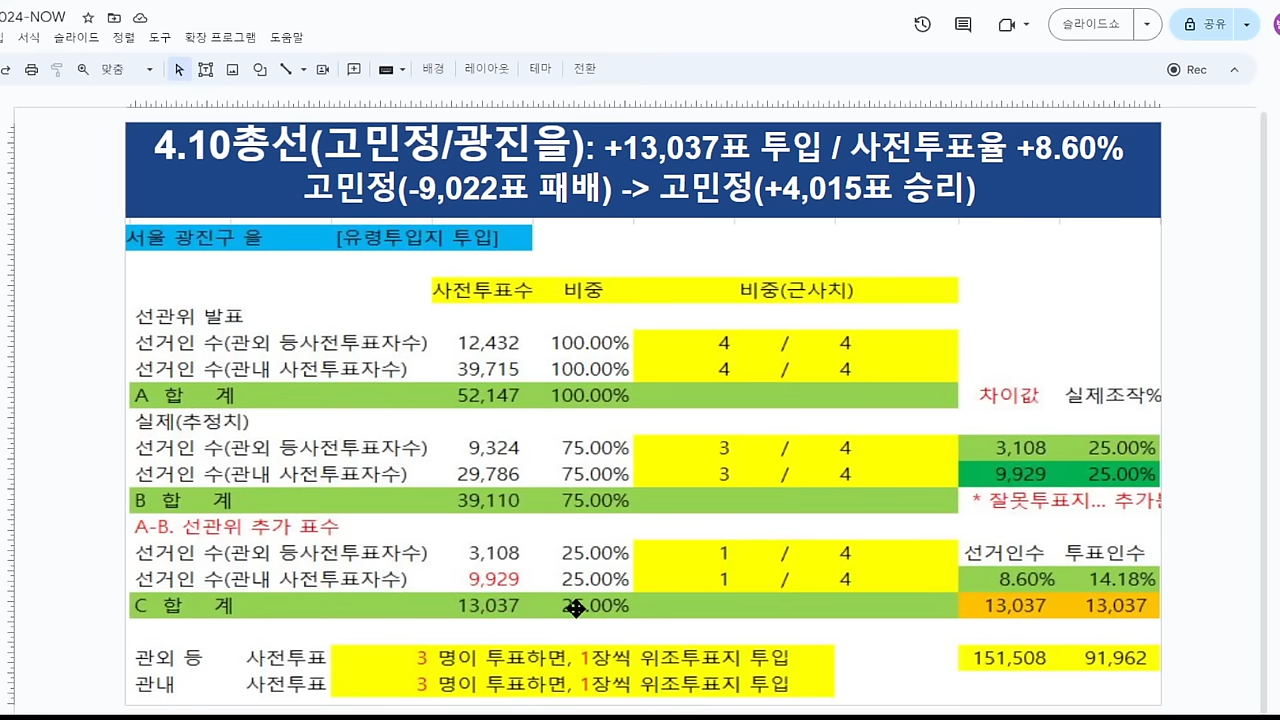 024-NOW
서식 슬라이드 정렬 도구 확장 프로그램 도움말
슬라이드쇼 공유
맞춤 배경 레이아웃 테마 전환 Rec
4.10총선(고민정/광진을): +13,037표 투입 / 사전투표율 +8.60%
고민정(-9,022표 패배) -> 고민정(+4,015표 승리)
서울 광진구 을 [유령투입지 투입]
사전투표수 비중 비중(근사치)
선관위 발표
선거인 수(관외 등사전투표자수) 12,432 100.00% 4 / 4
선거인 수(관내 사전투표자수) 39,715 100.00% 4 / 4
A 합 계 52,147 100.00% 차이값 실제조작%
실제(추정치)
선거인 수(관외 등사전투표자수) 9,324 75.00% 3 / 4 3,108 25.00%
선거인 수(관내 사전투표자수) 29,786 75.00% 3 / 4 9,929 25.00%
B 합 계 39,110 75.00% * 잘못투표지... 추가
A-B. 선관위 추가 표수
선거인 수(관외 등사전투표자수) 3,108 25.00% 1 / 4 선거인수 투표인수
선거인 수(관내 사전투표자수) 9,929 25.00% 1 / 4 8.60% 14.18%
C 합 계 13,037 25.00% 13,037 13,037
관외 등 사전투표 3 명이 투표하면, 1장씩 위조투표지 투입 151,508 91,962
관내 사전투표 3 명이 투표하면, 1장씩 위조투표지 투입